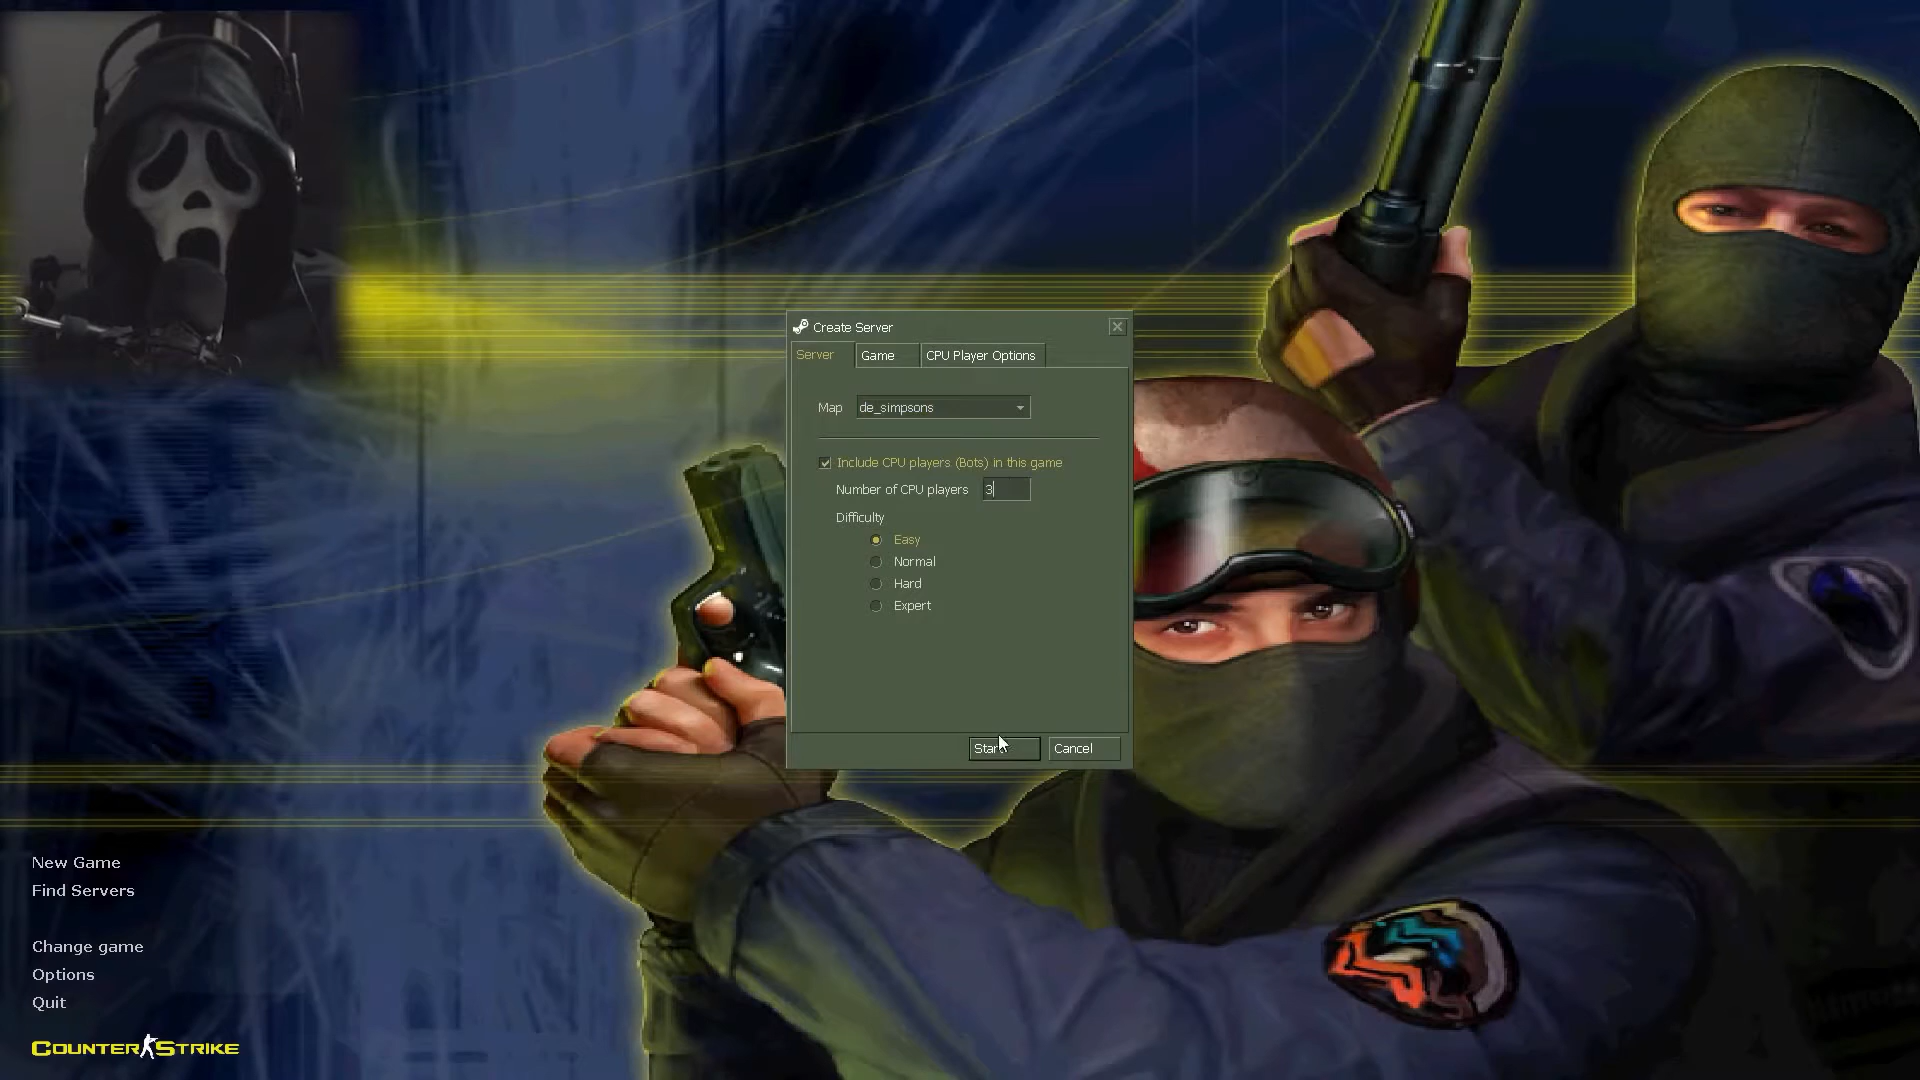 Create Server
Server Game CPU Player Options
Map de_simpsons
Include CPU players (Bots) in this game
Number of CPU players 3
Difficulty
Easy
Normal
Hard
Expert
Start Cancel
New Game
Find Servers
Change game
Options
Quit
COUNTER STRIKE